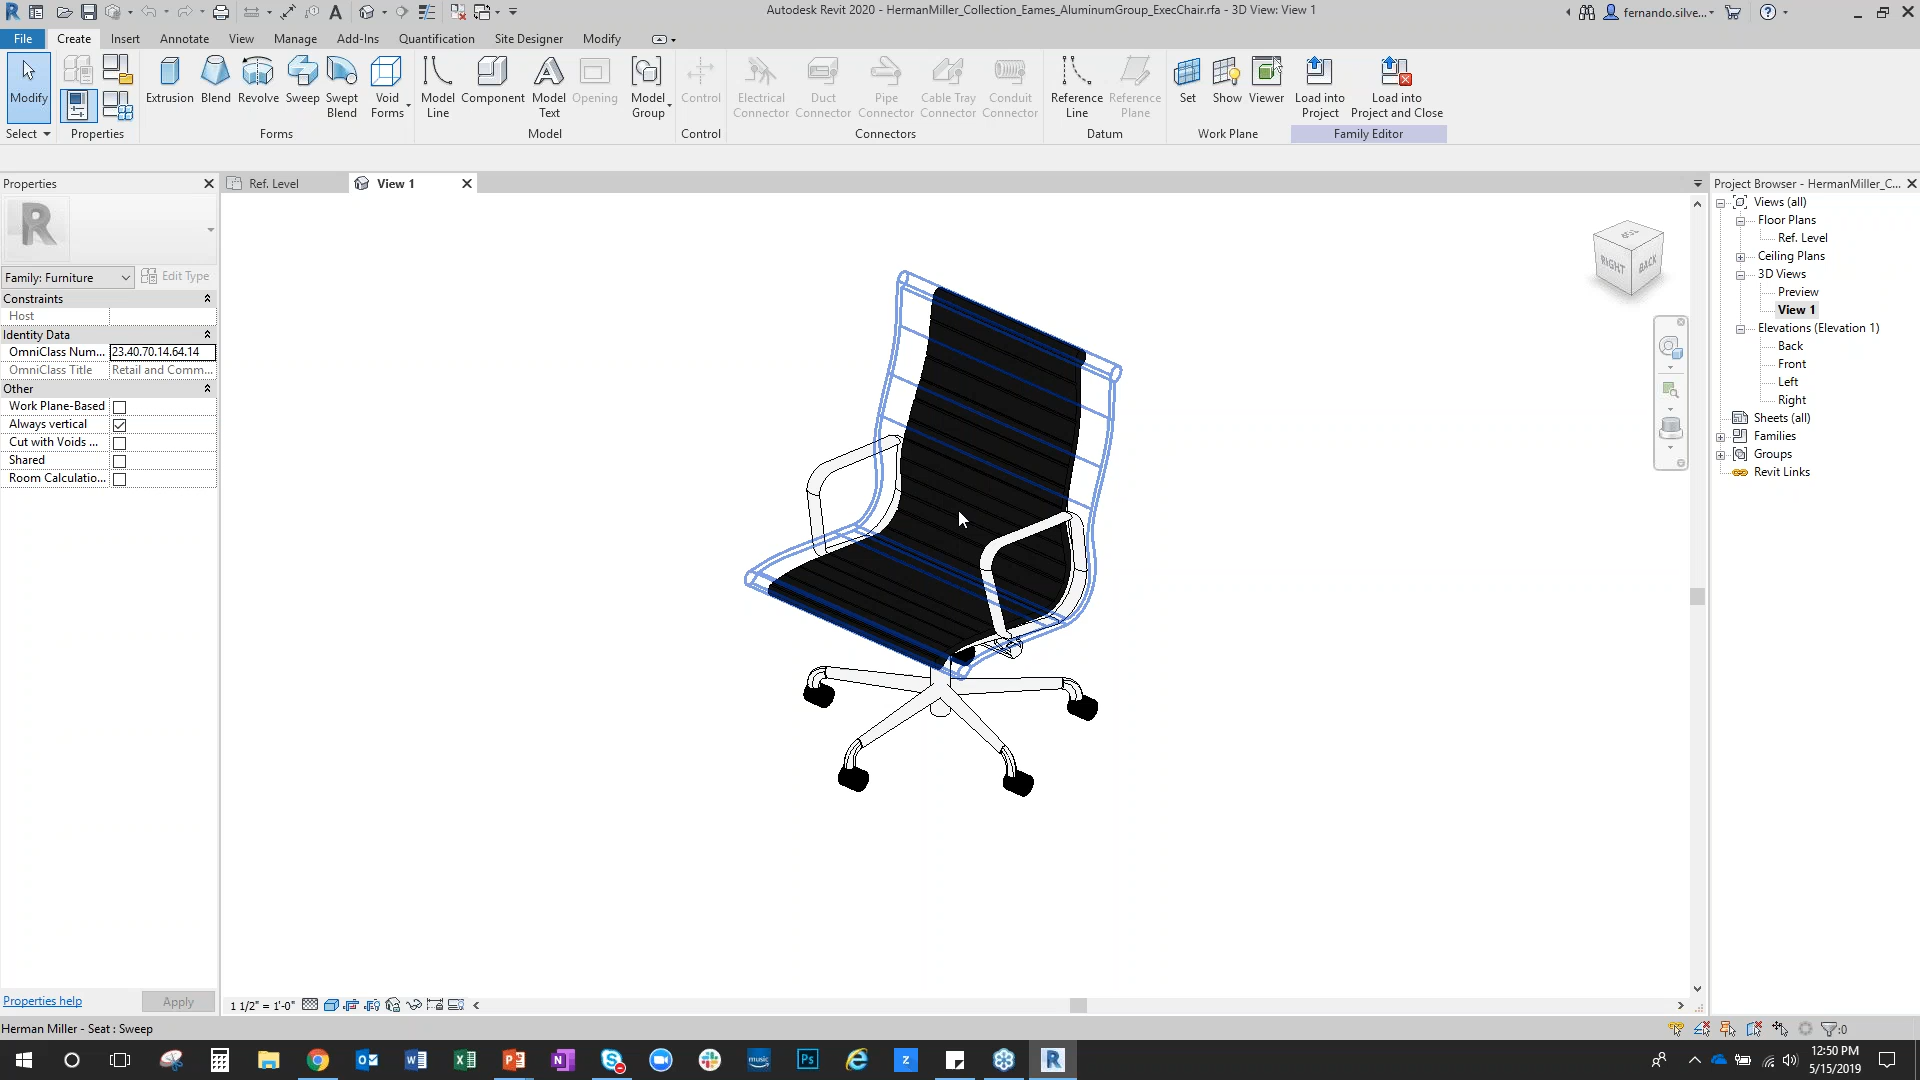 Autodesk Revit 2020 - HermanMiller_Collection_Eames_AluminumGroup_ExecChair.rfa - 3D View: View 1
fernando.silve...
File Create Insert Annotate View Manage Add-Ins Quantification Site Designer Modify
Modify
Extrusion Blend Revolve Sweep Swept Blend Void Forms
Model Line Component Model Text Opening Model Group Control
Electrical Connector Duct Connector Pipe Connector Cable Tray Connector Conduit Connector
Reference Line Reference Plane Set Show Viewer Load into Project Load into Project and Close
Select Properties Forms Model Control Connectors Datum Work Plane Family Editor
Properties
Ref. Level
View 1
Project Browser - HermanMiller_C...
Family: Furniture
Edit Type
Constraints
Host
Identity Data
OmniClass Num... 23.40.70.14.64.14
OmniClass Title Retail and Comm...
Other
Work Plane-Based
Always vertical
Cut with Voids ...
Shared
Room Calculatio...
TOP
RIGHT
BACK
Views (all)
Floor Plans
Ref. Level
Ceiling Plans
3D Views
Preview
View 1
Elevations (Elevation 1)
Back
Front
Left
Right
Sheets (all)
Families
Groups
Revit Links
Properties help
Apply
1 1/2" = 1'-0"
Herman Miller - Seat : Sweep
:0
music
Ps
12:50 PM
5/15/2019